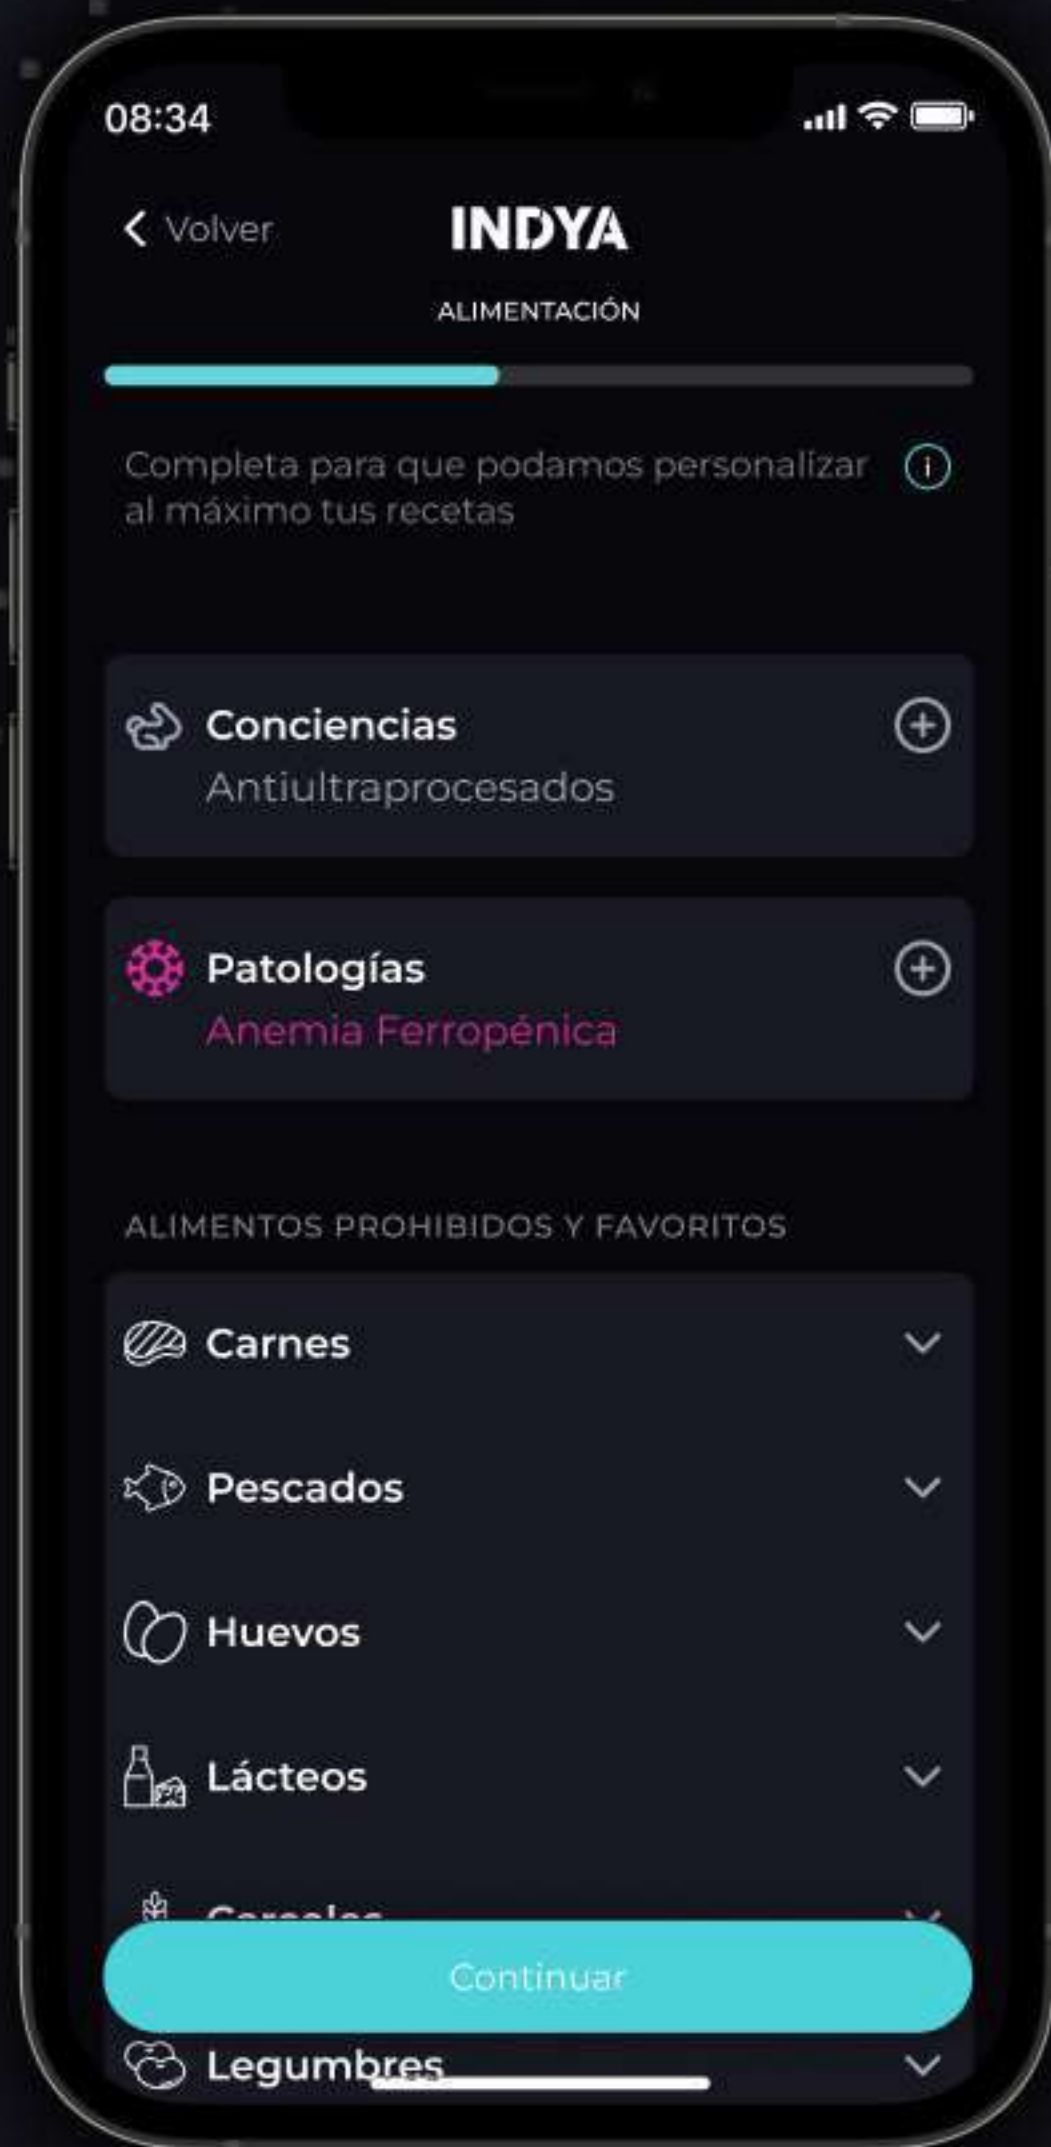 08:34
Volver
INDYA
ALIMENTACIÓN
Completa para que podamos personalizar
al máximo tus recetas
Conciencias
Antiultraprocesados
Patologías
Anemia Ferropénica
ALIMENTOS PROHIBIDOS Y FAVORITOS
Carnes
Pescados
Huevos
Lácteos
Cereales
Continuar
Legumbres